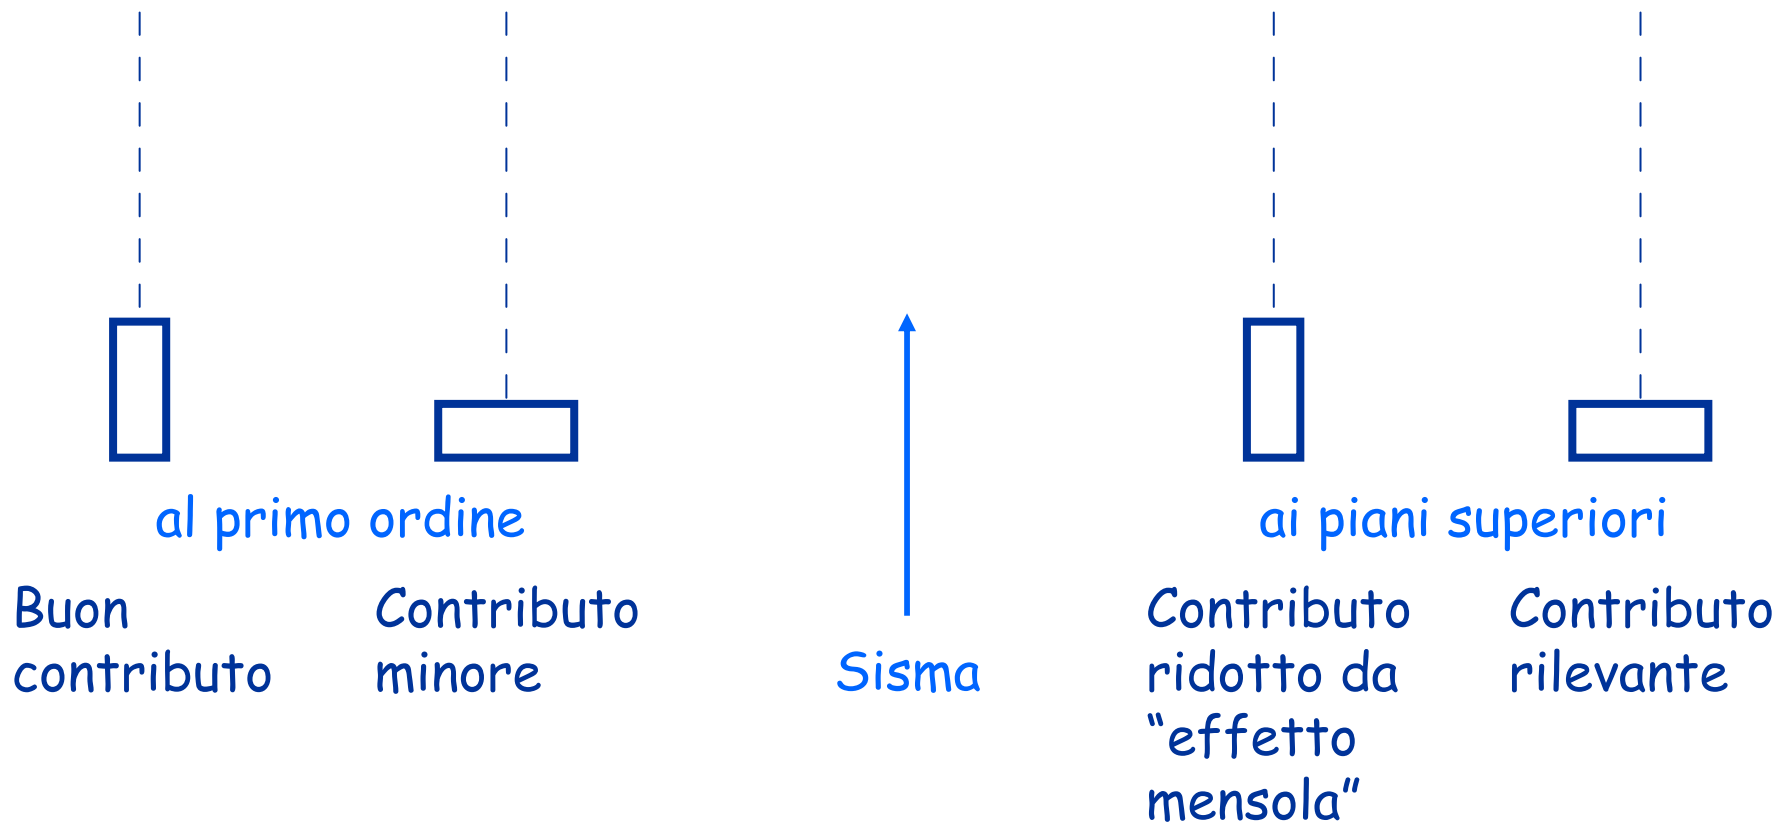 al primo ordine
Buon
contributo
Contributo
minore
Sisma
ai piani superiori
Contributo
ridotto da
“effetto
mensola”
Contributo
rilevante